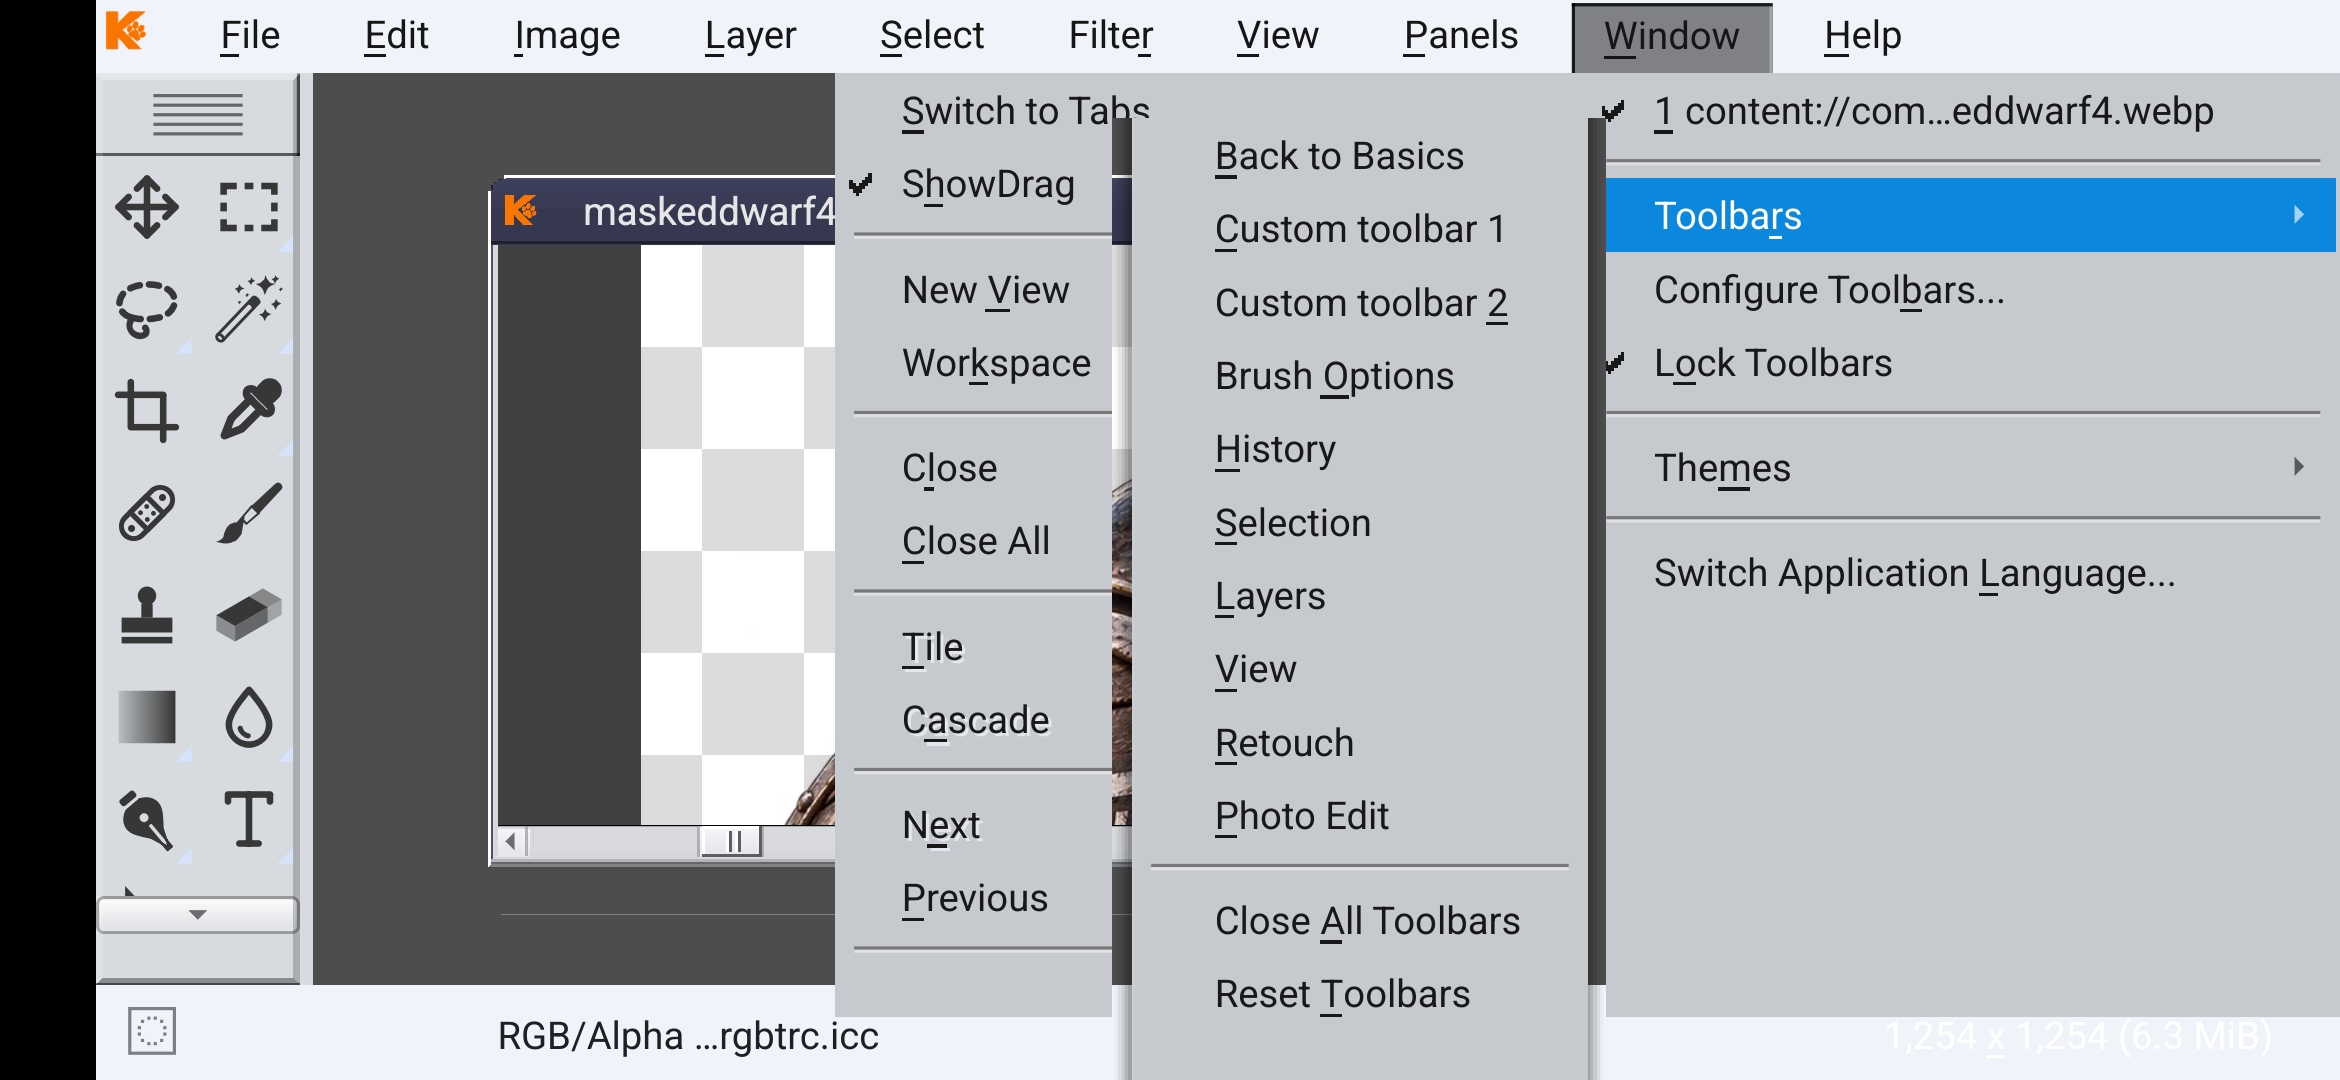 File Edit Image Layer Select Filter View Panels Window Help
maskeddwarf4
Switch to Tabs
ShowDrag
New View
Workspace
Close
Close All
Tile
Cascade
Next
Previous
Back to Basics
Custom toolbar 1
Custom toolbar 2
Brush Options
History
Selection
Layers
View
Retouch
Photo Edit
Close All Toolbars
Reset Toolbars
1 content://com...eddwarf4.webp
Toolbars
Configure Toolbars...
Lock Toolbars
Themes
Switch Application Language...
RGB/Alpha ...rgbtrc.icc
1,254 x 1,254 (6.3 MiB)